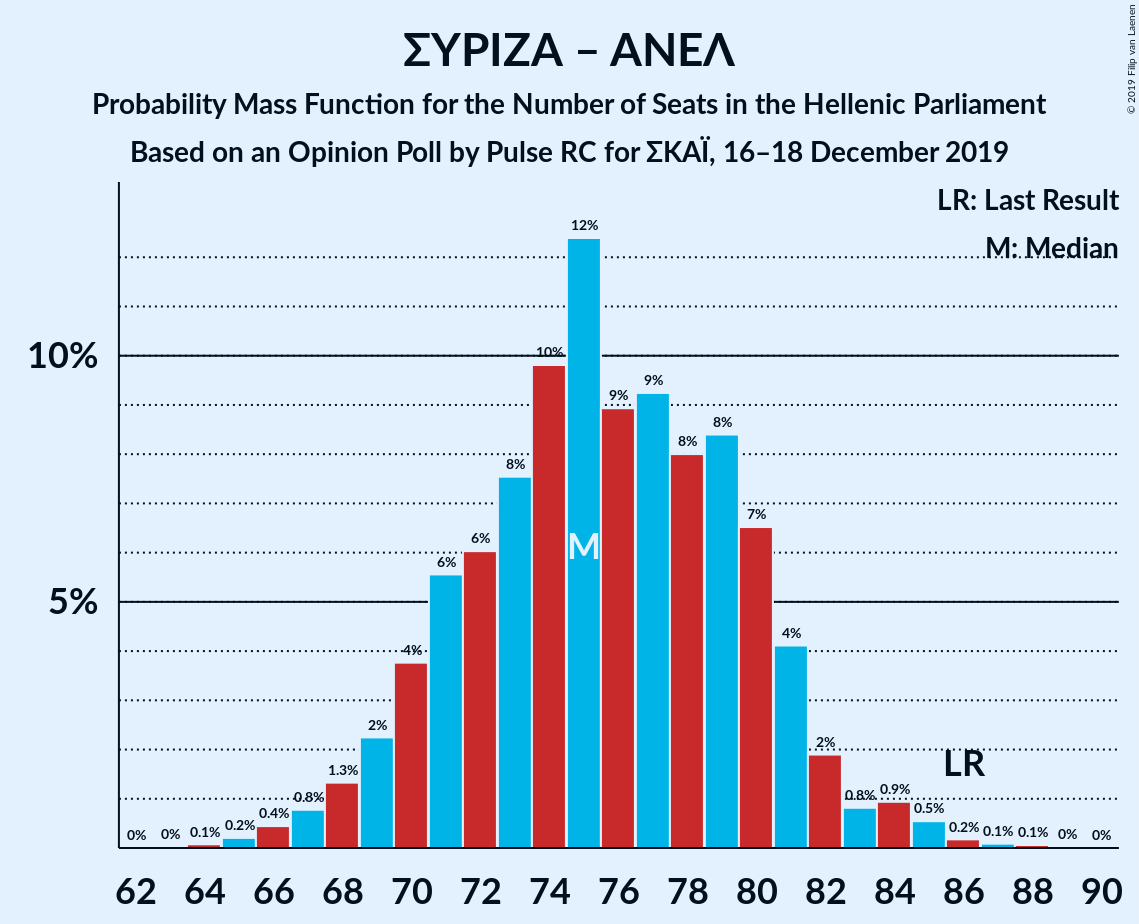 ΣΥΡΙΖΑ – ΑΝΕΛ
Probability Mass Function for the Number of Seats in the Hellenic Parliament
Based on an Opinion Poll by Pulse RC for ΣΚΑΪ, 16–18 December 2019
© 2019 Filip van Laenen
LR: Last Result
M: Median
10%
5%
0% 0% 0.1% 0.2% 0.4% 0.8% 1.3% 2% 4% 6% 6% 8% 10% 12% 9% 9% 8% 8% 7% 4% 2% 0.8% 0.9% 0.5% 0.2% 0.1% 0.1% 0% 0%
M
LR
62 64 66 68 70 72 74 76 78 80 82 84 86 88 90